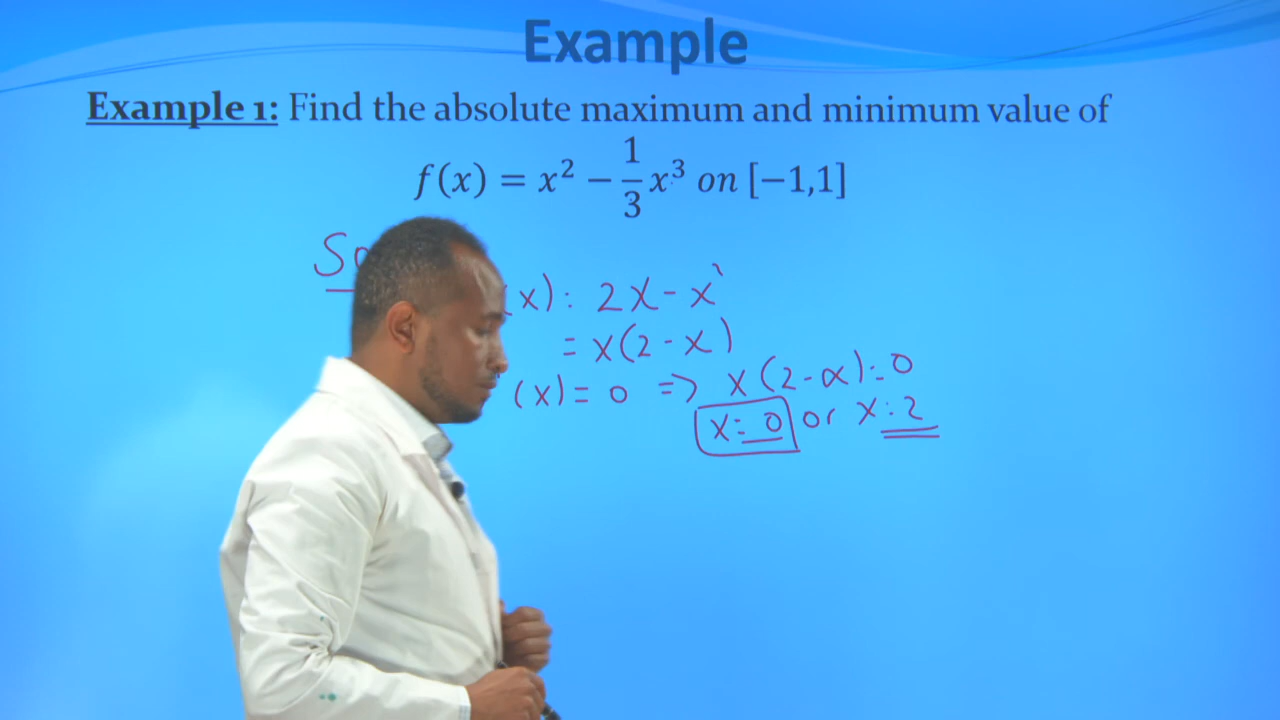 Example
Example 1: Find the absolute maximum and minimum value of
f(x) = x² − 1/3 x³ on [−1,1]
(x): 2x - x²
= x(2 - x)
(x) = 0 => x(2-x):0
x = 0 or x:2